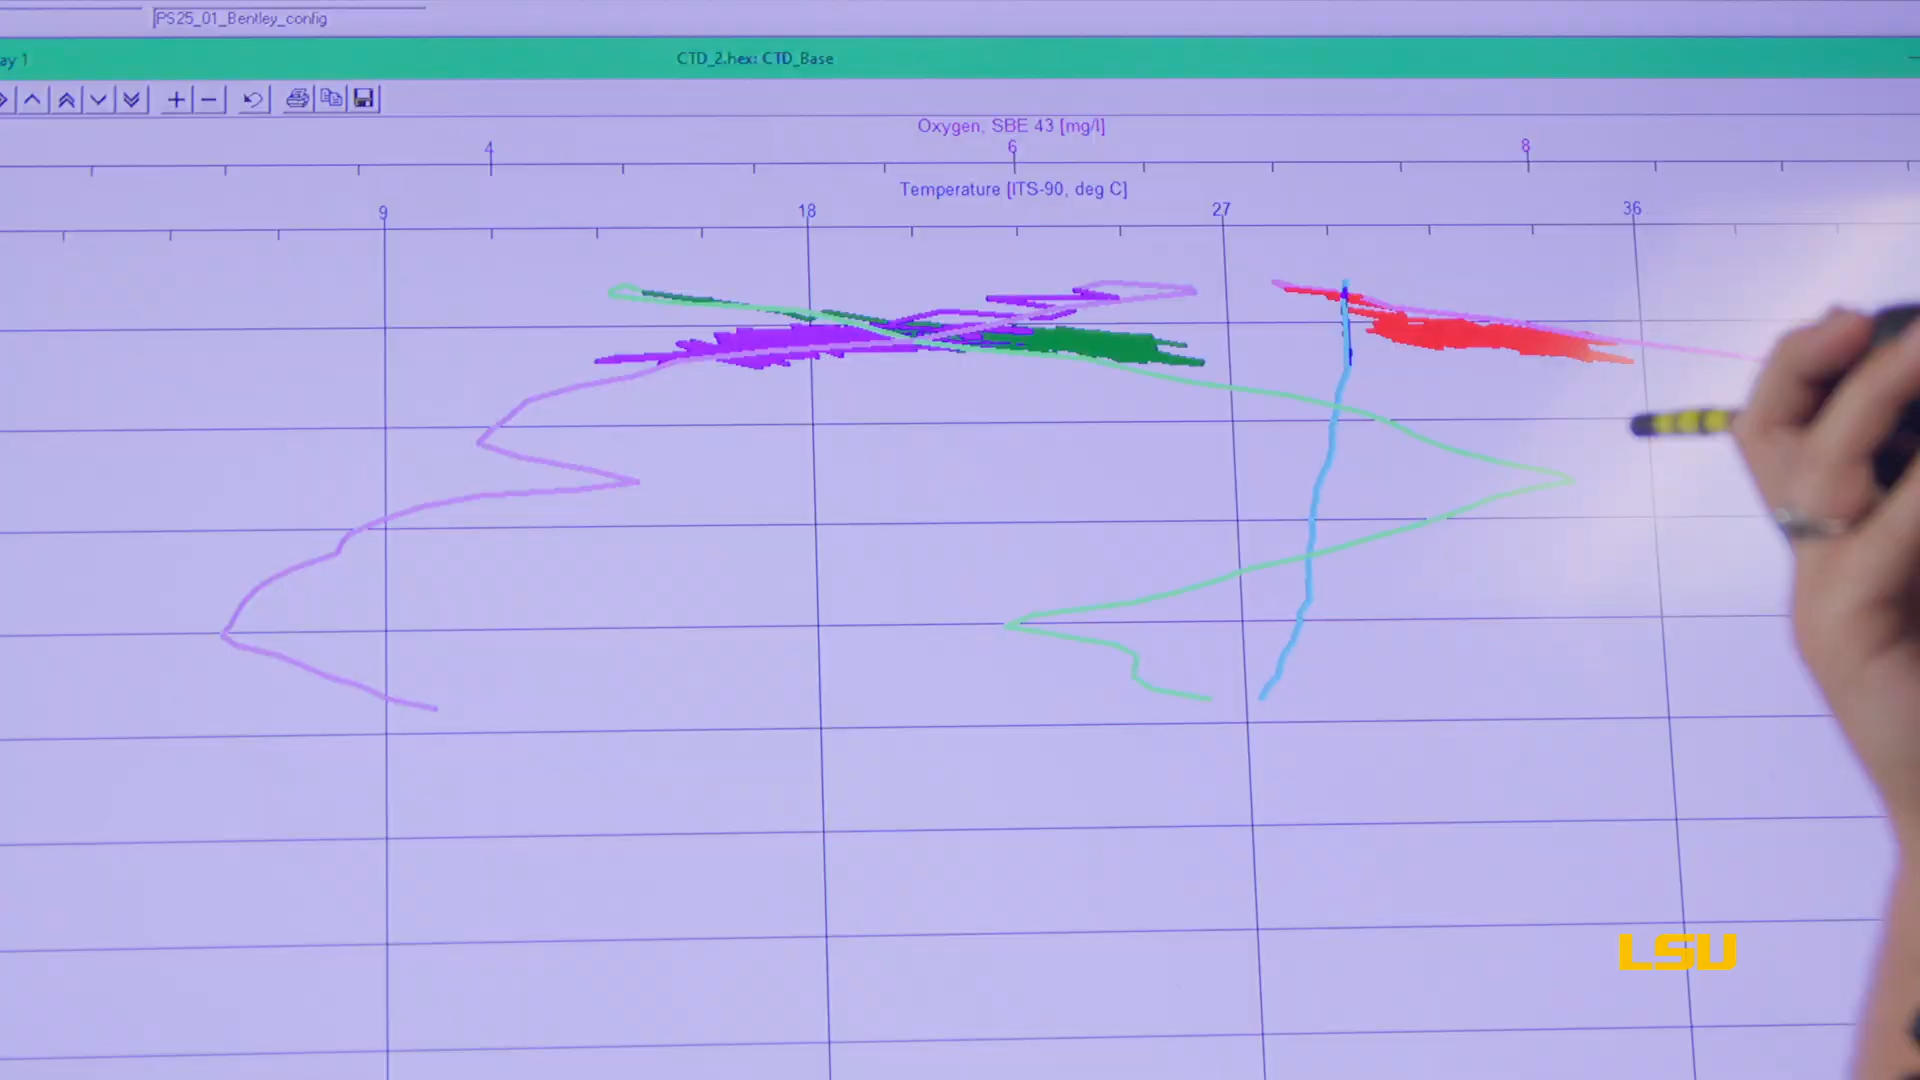 PS25_01_Bentley_config
ay 1
CTD_2.hex: CTD_Base
Oxygen, SBE 43 [mg/l]
4 6 8
Temperature [ITS-90, deg C]
9 18 27 36
LSU